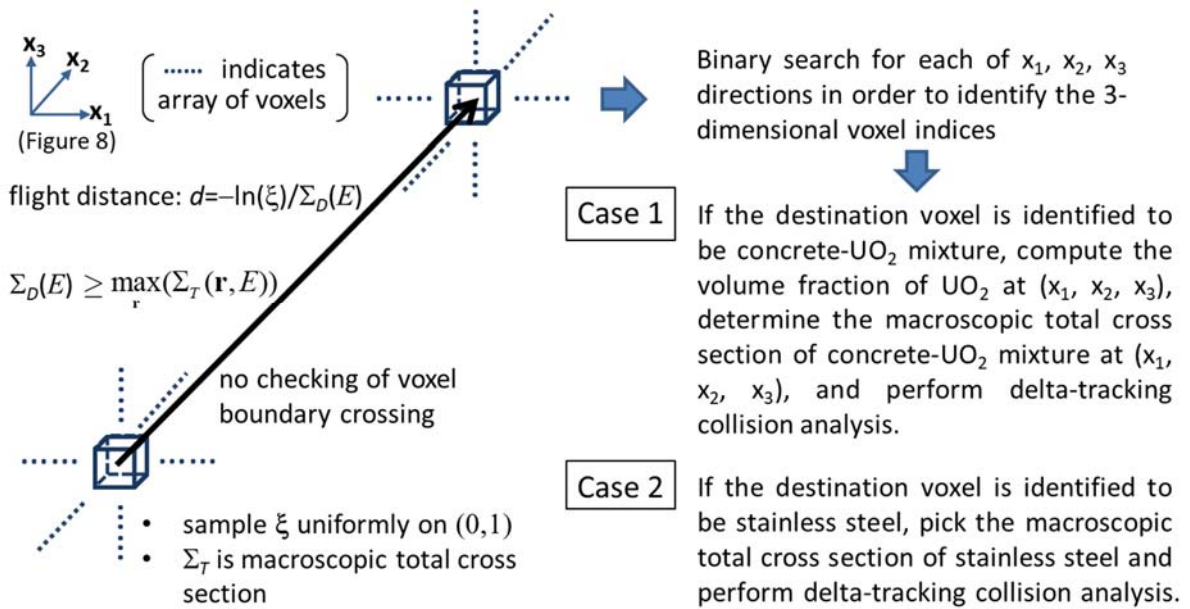 x₃
x₂
x₁
(Figure 8)
indicates
array of voxels
flight distance: d=−ln(ξ)/Σ_D(E)
Σ_D(E) ≥ max(Σ_T(r,E))
r
no checking of voxel
boundary crossing
• sample ξ uniformly on (0,1)
• Σ_T is macroscopic total cross
section
Binary search for each of x₁, x₂, x₃
directions in order to identify the 3-
dimensional voxel indices
Case 1
If the destination voxel is identified to
be concrete-UO₂ mixture, compute the
volume fraction of UO₂ at (x₁, x₂, x₃),
determine the macroscopic total cross
section of concrete-UO₂ mixture at (x₁,
x₂, x₃), and perform delta-tracking
collision analysis.
Case 2
If the destination voxel is identified to
be stainless steel, pick the macroscopic
total cross section of stainless steel and
perform delta-tracking collision analysis.